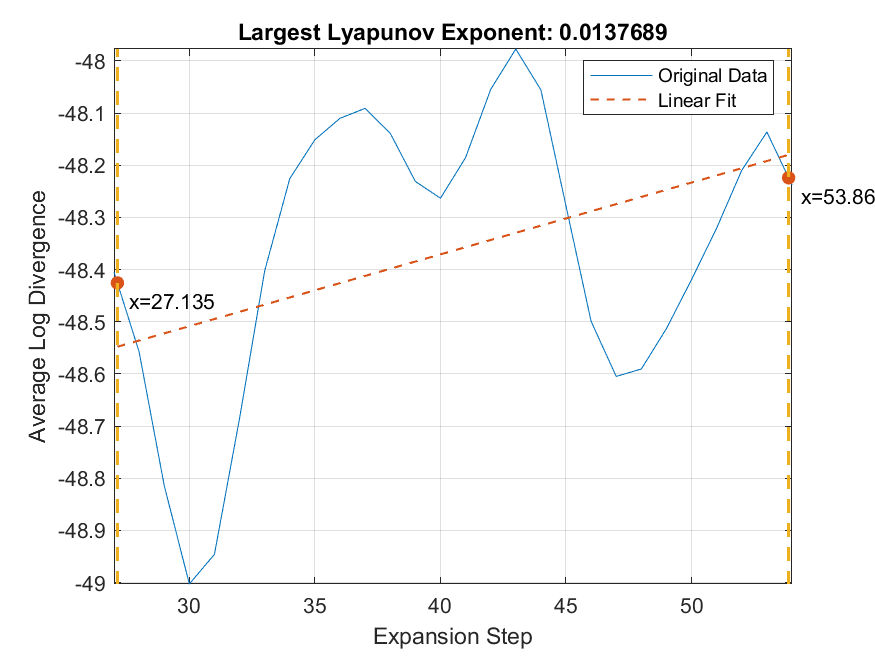 Largest Lyapunov Exponent: 0.0137689
Original Data
Linear Fit
Average Log Divergence
-48
-48.1
-48.2
-48.3
-48.4
-48.5
-48.6
-48.7
-48.8
-48.9
-49
x=27.135
x=53.86
30 35 40 45 50
Expansion Step